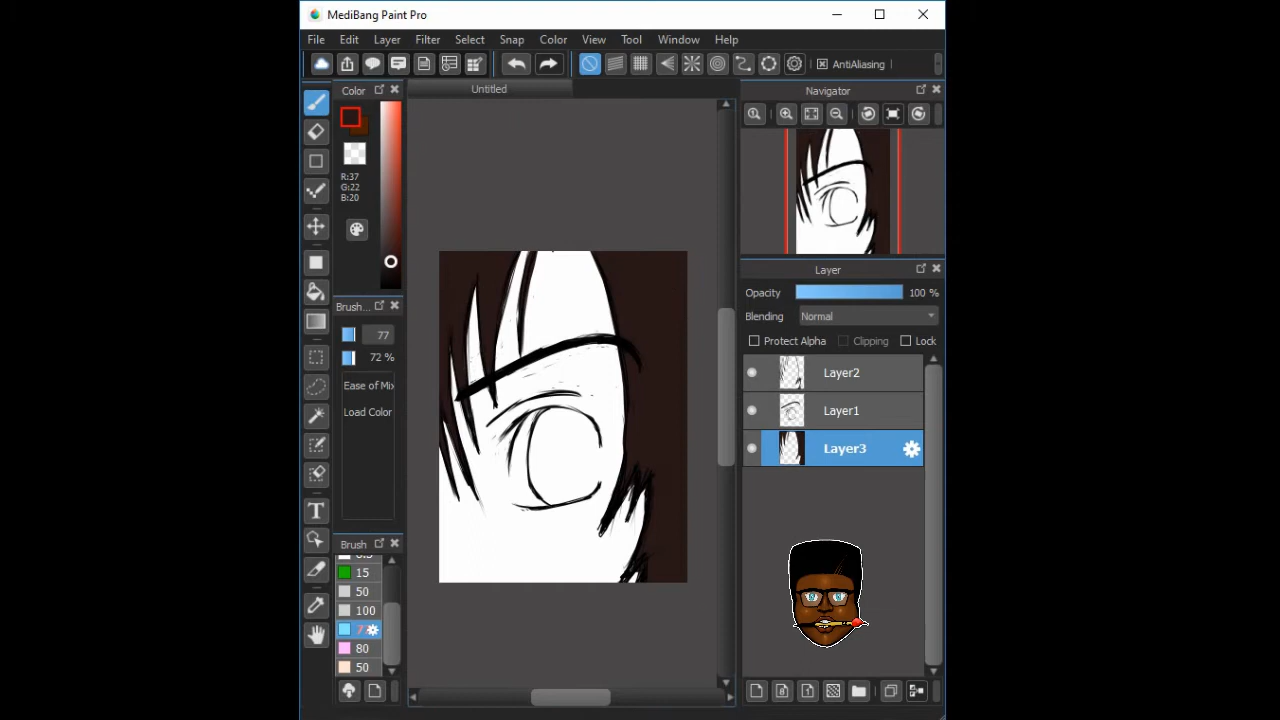 MediBang Paint Pro
File Edit Layer Filter Select Snap Color View Tool Window Help
AntiAliasing
Color
Untitled
Navigator
R:37
G:22
B:20
Layer
Opacity 100 %
Brush...
Blending Normal
77
Protect Alpha Clipping Lock
72 %
Layer2
Ease of Mix
Load Color
Layer1
Layer3
Brush
15
50
100
80
50